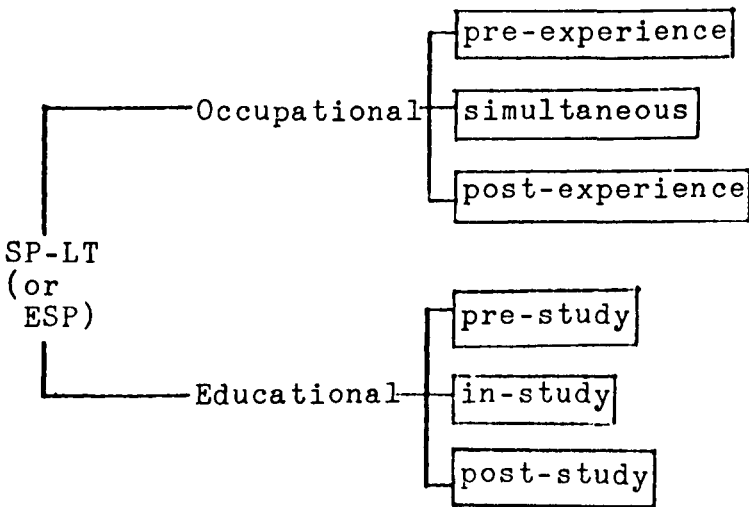 pre-experience
Occupational
simultaneous
post-experience
SP-LT
(or
ESP)
pre-study
Educational
in-study
post-study